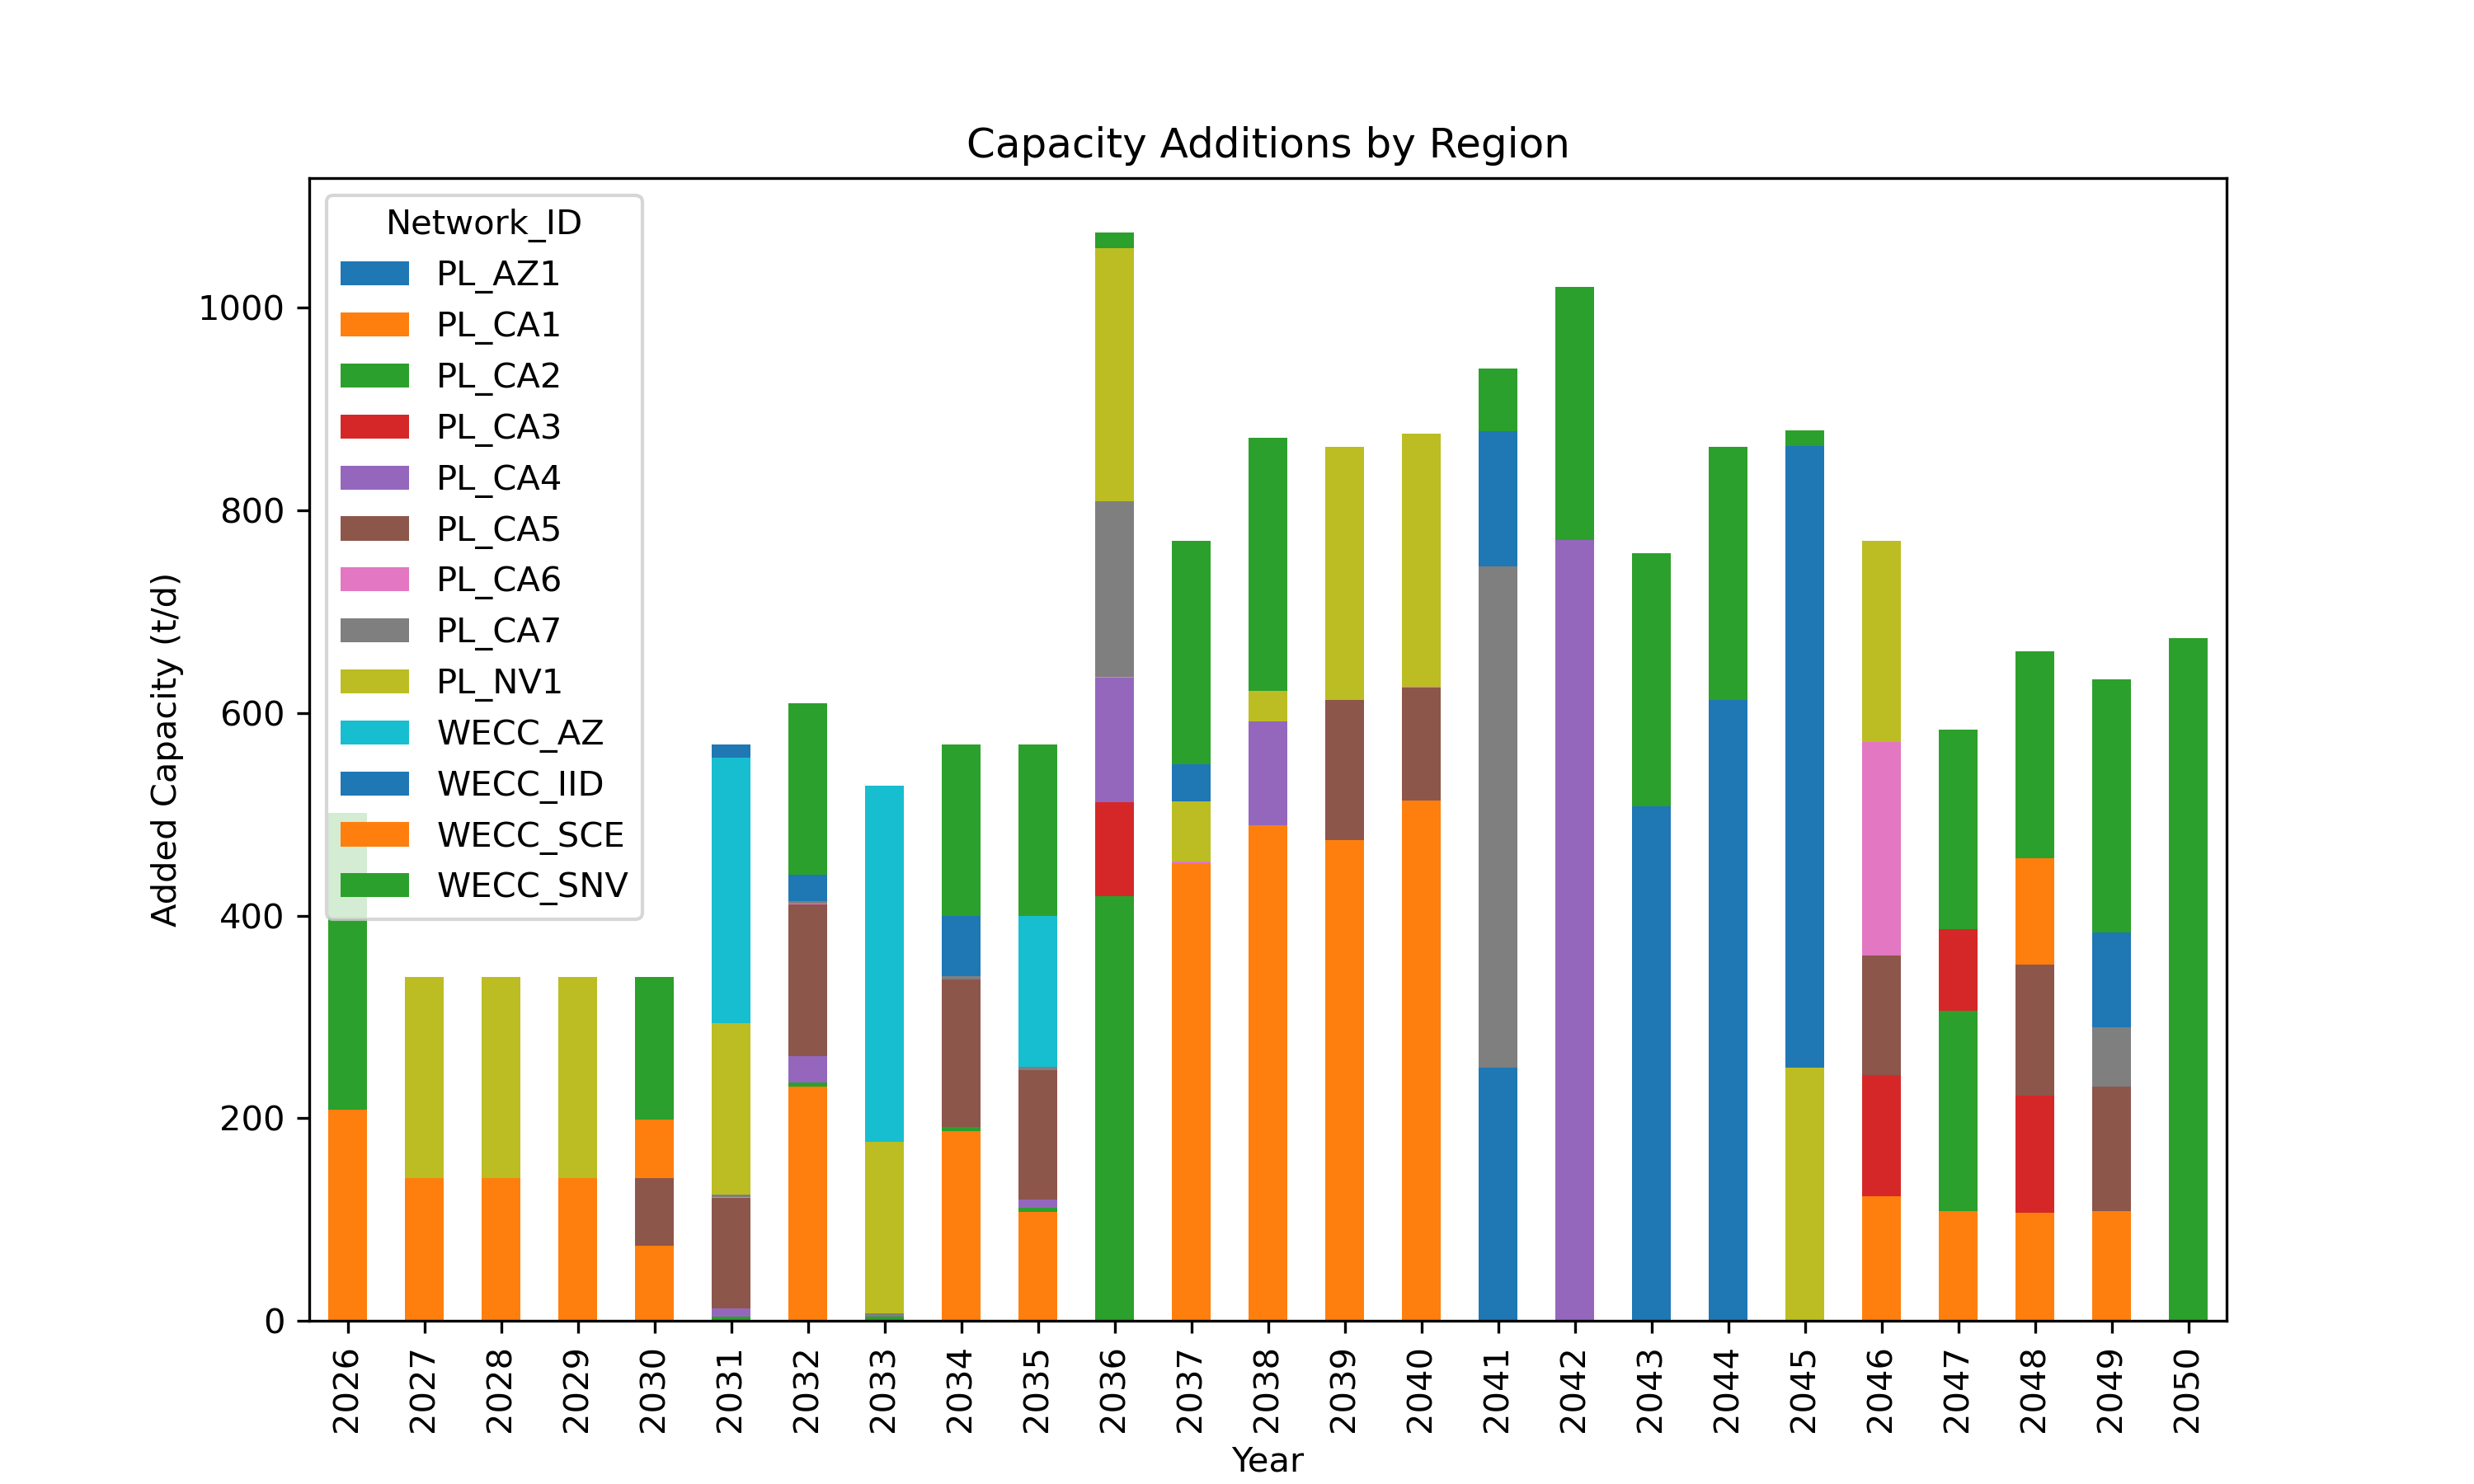 Capacity Additions by Region
Network_ID
PL_AZ1
PL_CA1
PL_CA2
PL_CA3
PL_CA4
PL_CA5
PL_CA6
PL_CA7
PL_NV1
WECC_AZ
WECC_IID
WECC_SCE
WECC_SNV
Added Capacity (t/d)
1000
800
600
400
200
0
2026 2027 2028 2029 2030 2031 2032 2033 2034 2035 2036 2037 2038 2039 2040 2041 2042 2043 2044 2045 2046 2047 2048 2049 2050
Year